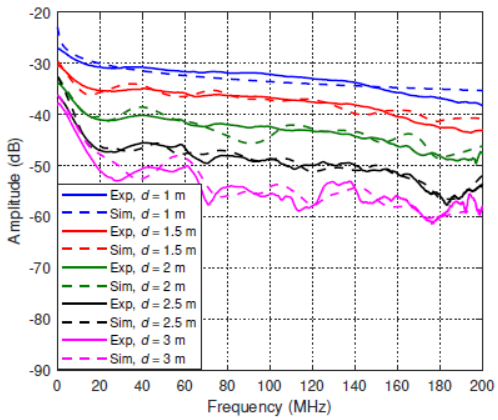 -20
-30
-40
-50
-60
-70
-80
-90
Amplitude (dB)
Exp, d = 1 m
Sim, d = 1 m
Exp, d = 1.5 m
Sim, d = 1.5 m
Exp, d = 2 m
Sim, d = 2 m
Exp, d = 2.5 m
Sim, d = 2.5 m
Exp, d = 3 m
Sim, d = 3 m
0 20 40 60 80 100 120 140 160 180 200
Frequency (MHz)